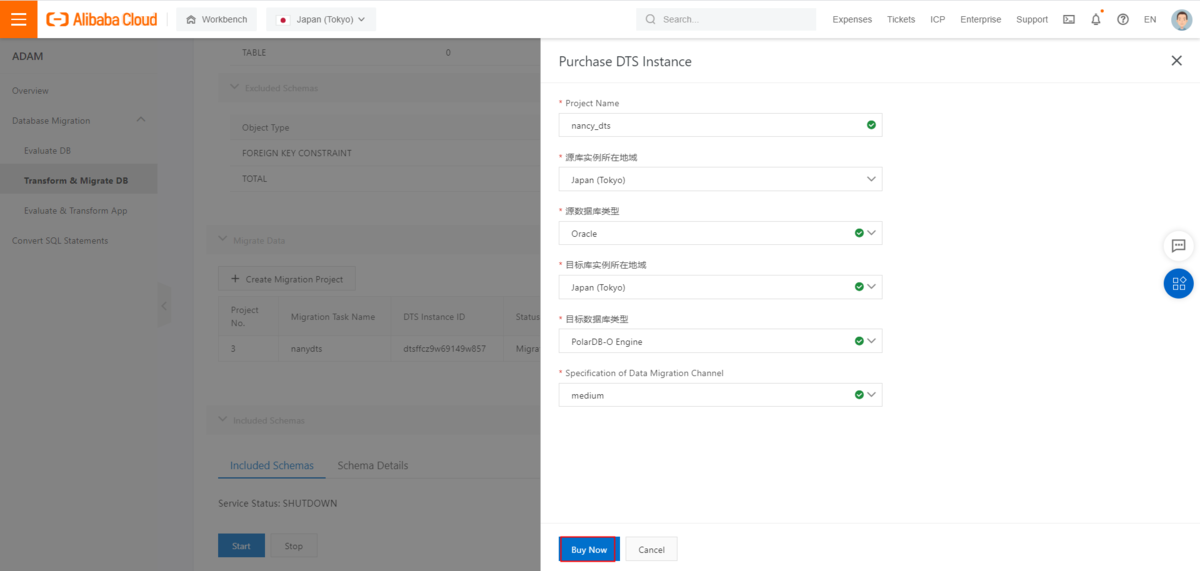 Alibaba Cloud
Workbench
Japan (Tokyo)
Search...
Expenses
Tickets
ICP
Enterprise
Support
EN
ADAM
Overview
Database Migration
Evaluate DB
Transform & Migrate DB
Evaluate & Transform App
Convert SQL Statements
TABLE 0
Excluded Schemas
Object Type
FOREIGN KEY CONSTRAINT
TOTAL
Migrate Data
+ Create Migration Project
Project No. Migration Task Name DTS Instance ID Status
3 nanydts dtsffcz9w69149w857 Migra
Included Schemas
Included Schemas Schema Details
Service Status: SHUTDOWN
Start Stop
Purchase DTS Instance
* Project Name
nancy_dts
* 源库实例所在地域
Japan (Tokyo)
* 源数据库类型
Oracle
* 目标库实例所在地域
Japan (Tokyo)
* 目标数据库类型
PolarDB-O Engine
* Specification of Data Migration Channel
medium
Buy Now Cancel